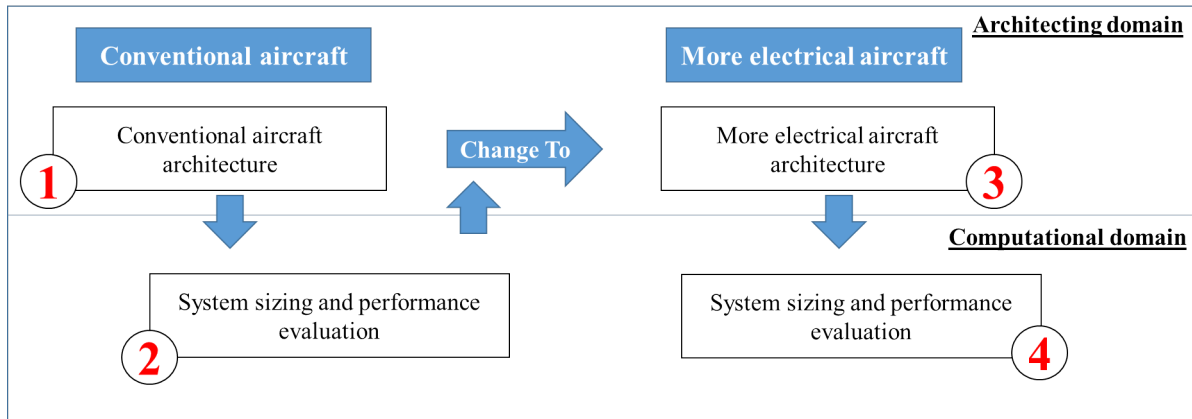 Architecting domain
Conventional aircraft
More electrical aircraft
Conventional aircraft
architecture
1
Change To
More electrical aircraft
architecture
3
Computational domain
System sizing and performance
evaluation
2
System sizing and performance
evaluation
4